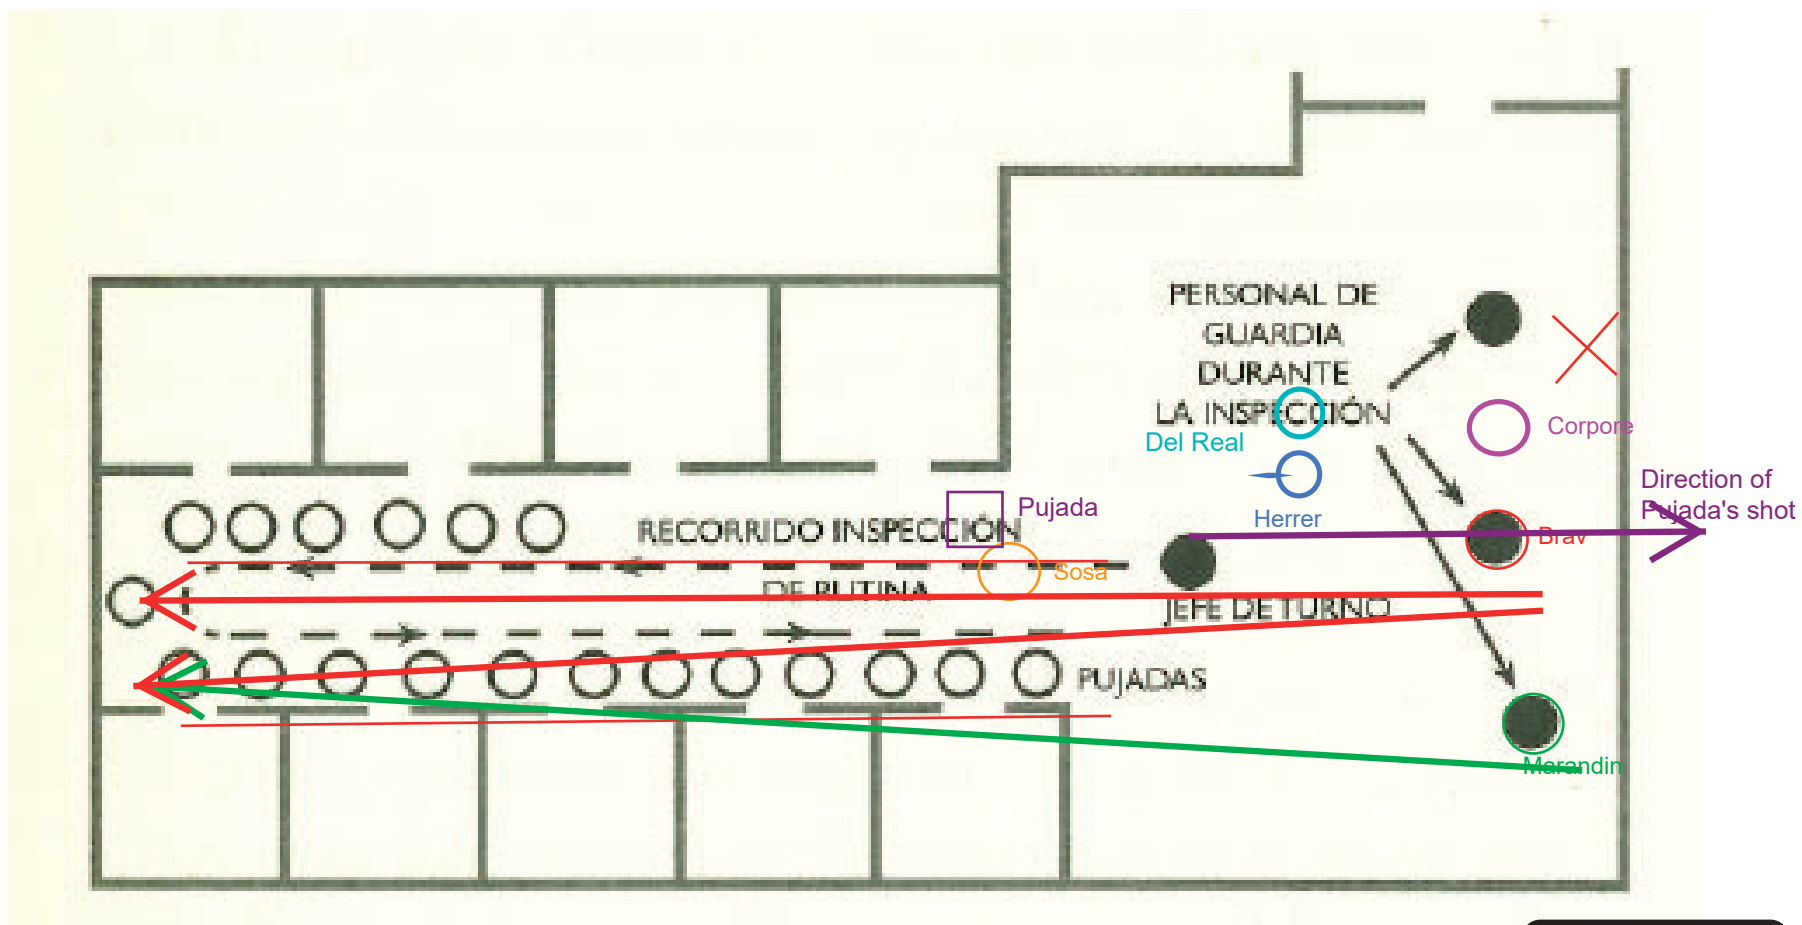 PERSONAL DE
GUARDIA
DURANTE
LA INSPECCIÓN
Del Real
Corpore
Direction of
Pujada's shot
Pujada
Herrer
RECORRIDO INSPECCIÓN
Brav
Sosa
DE RUTINA
JEFE DE TURNO
PUJADAS
Marandin